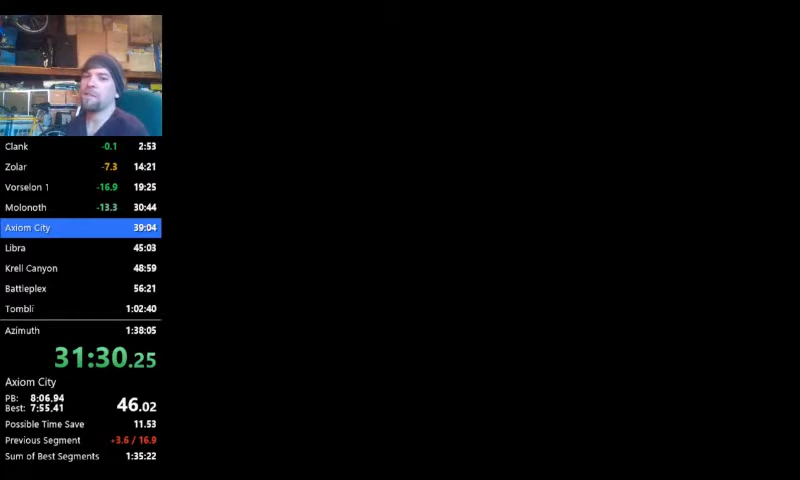 Clank -0.1 2:53
Zolar -7.3 14:21
Vorselon 1 -16.9 19:25
Molonoth -13.3 30:44
Axiom City 39:04
Libra 45:03
Krell Canyon 48:59
Battleplex 56:21
Tombli 1:02:40
Azimuth 1:38:05
31:30.25
Axiom City
PB: 8:06.94
Best: 7:55.41
46.02
Possible Time Save 11.53
Previous Segment +3.6 / 16.9
Sum of Best Segments 1:35:22